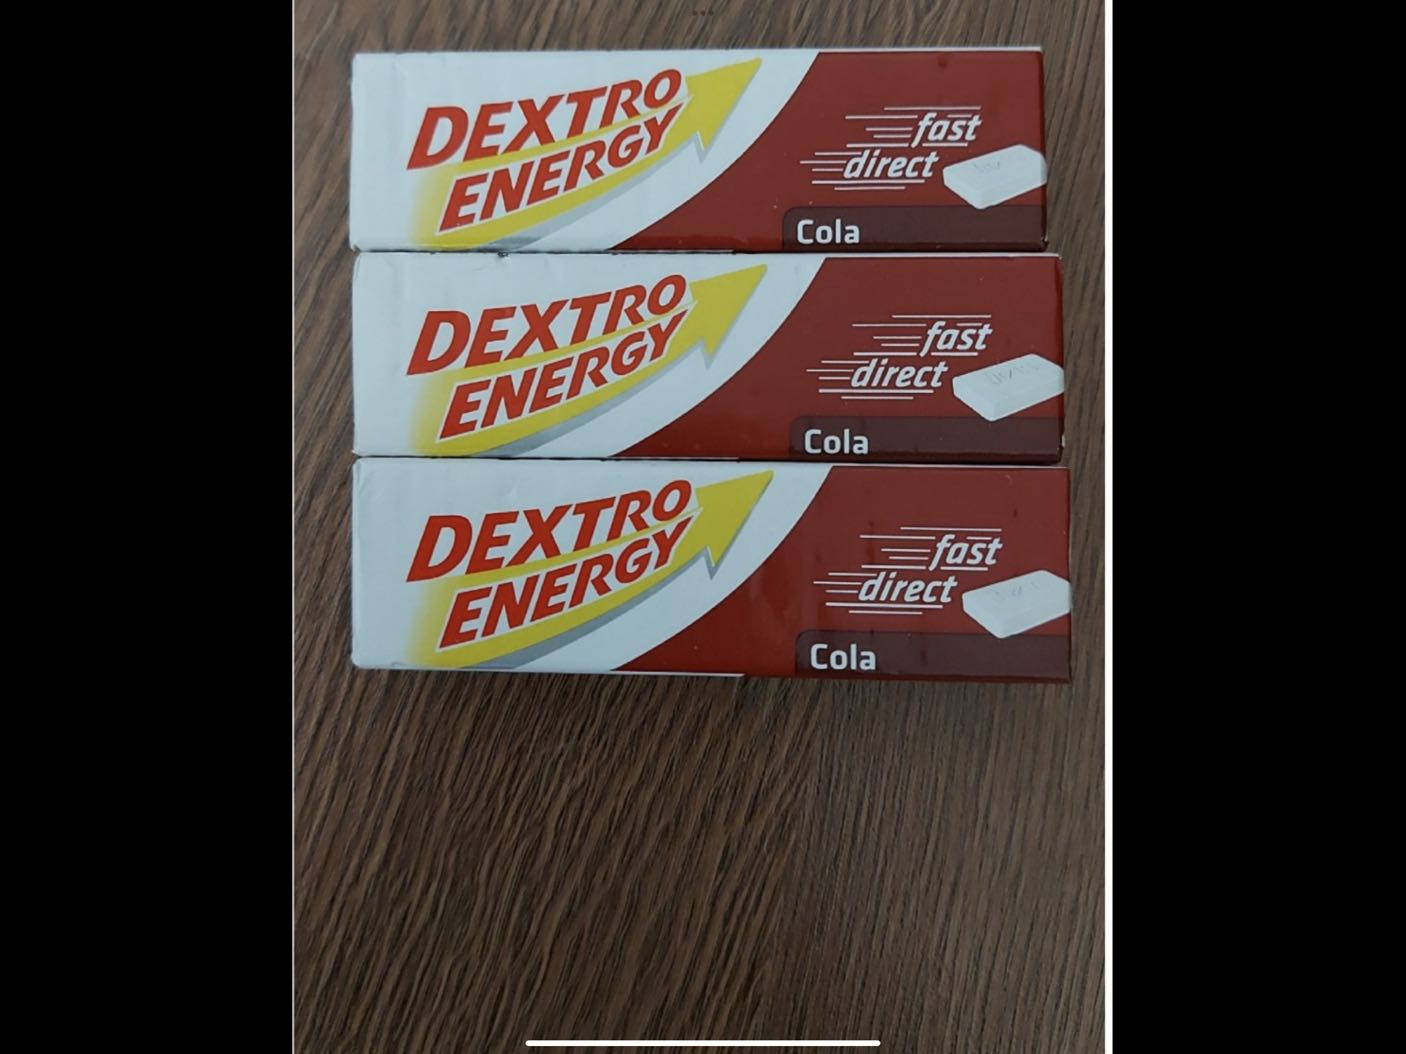 DEXTRO
ENERGY
fast
direct
Cola
DEXTRO
ENERGY
fast
direct
Cola
DEXTRO
ENERGY
fast
direct
Cola